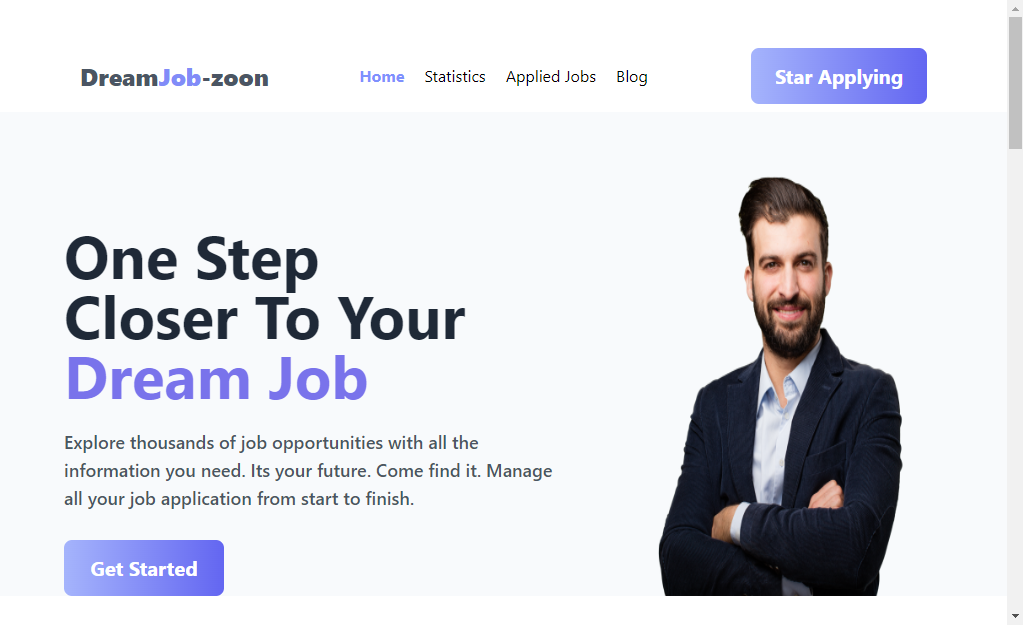 DreamJob-zoon
Home Statistics Applied Jobs Blog
Star Applying
One Step
Closer To Your
Dream Job
Explore thousands of job opportunities with all the
information you need. Its your future. Come find it. Manage
all your job application from start to finish.
Get Started